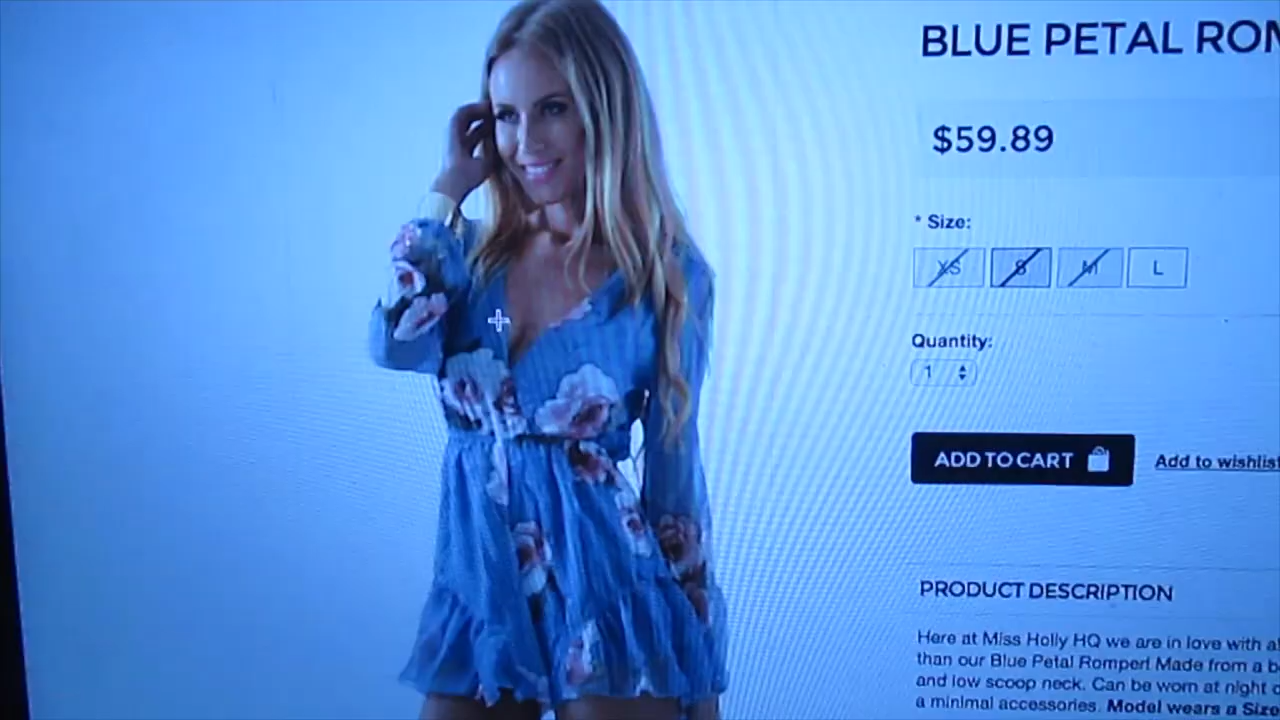 BLUE PETAL ROM
$59.89
* Size:
XS S M L
Quantity:
1
ADD TO CART
Add to wishlist
PRODUCT DESCRIPTION
Here at Miss Holly HQ we are in love with a
than our Blue Petal Romper! Made from a b
and low scoop neck. Can be worn at night o
a minimal accessories. Model wears a Size